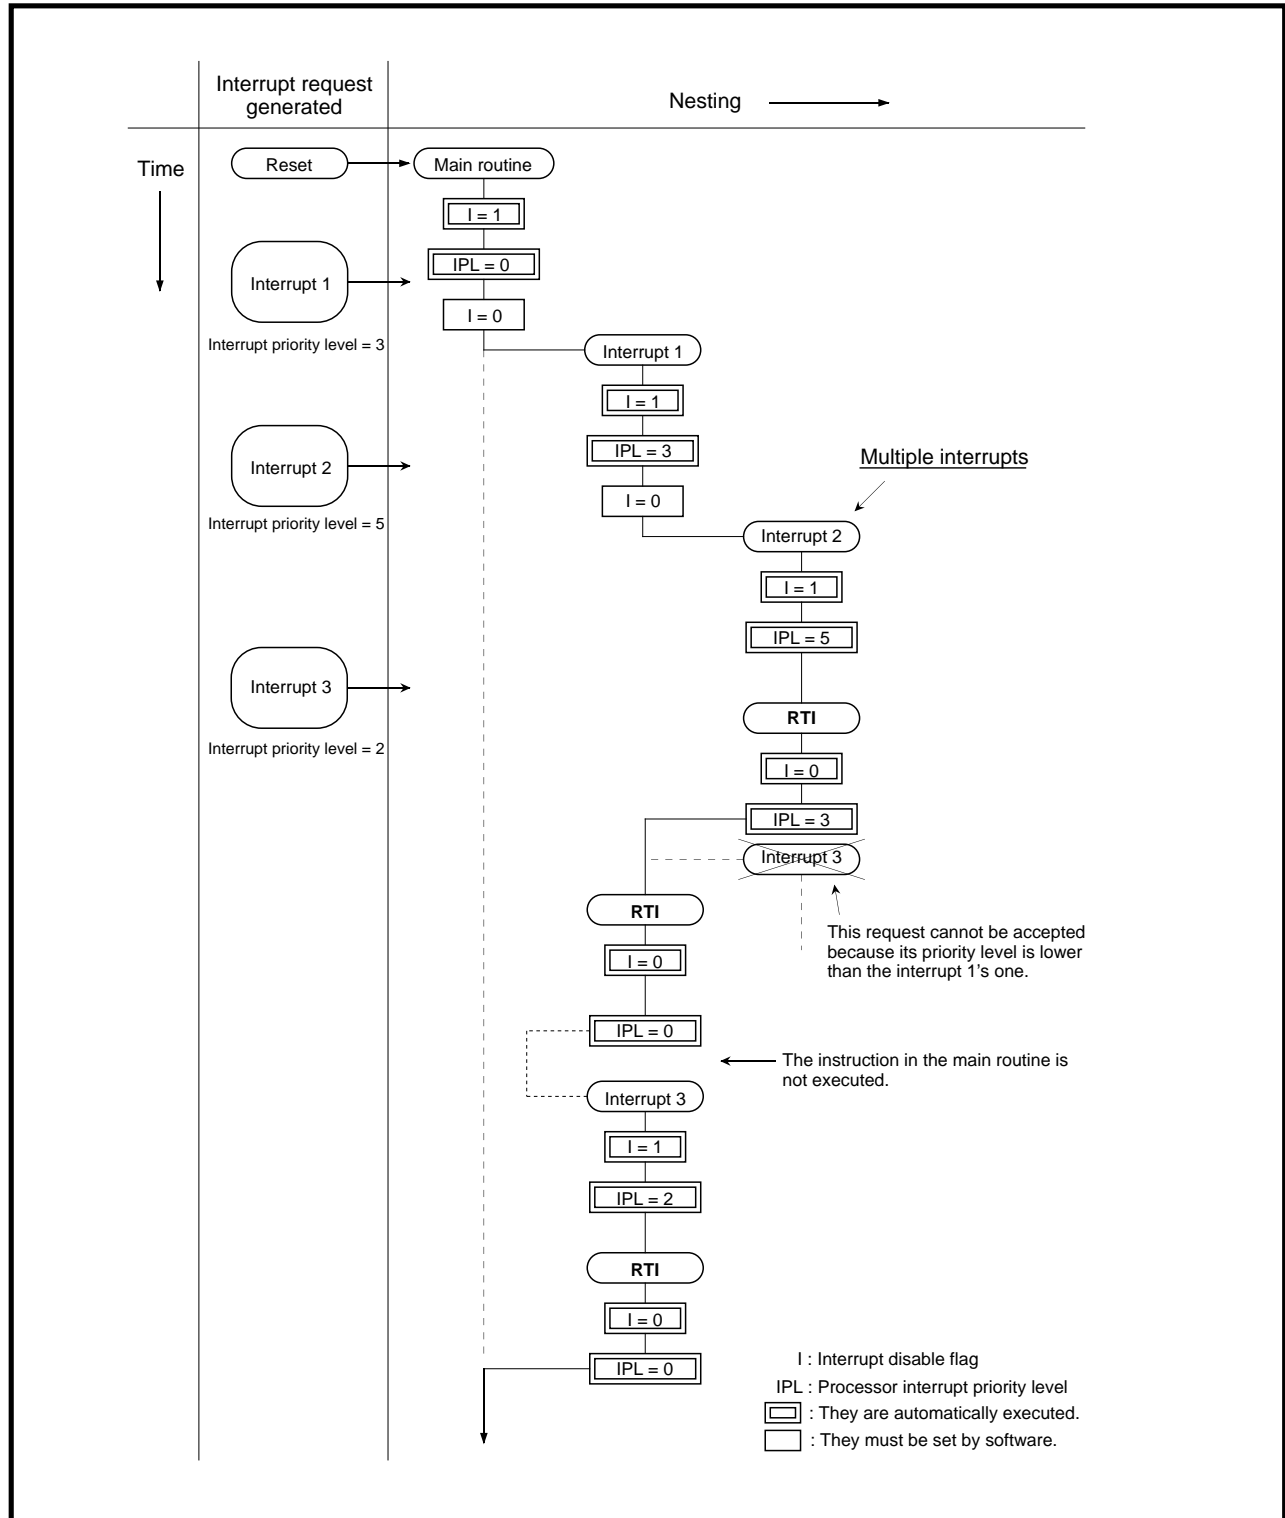 Interrupt request
generated
Nesting
Time
Reset
Main routine
I = 1
IPL = 0
Interrupt 1
I = 0
Interrupt priority level = 3
Interrupt 1
I = 1
IPL = 3
Multiple interrupts
Interrupt 2
I = 0
Interrupt priority level = 5
Interrupt 2
I = 1
IPL = 5
Interrupt 3
RTI
Interrupt priority level = 2
I = 0
IPL = 3
Interrupt 3
RTI
This request cannot be accepted
because its priority level is lower
than the interrupt 1's one.
I = 0
IPL = 0
The instruction in the main routine is
not executed.
Interrupt 3
I = 1
IPL = 2
RTI
I = 0
IPL = 0
I : Interrupt disable flag
IPL : Processor interrupt priority level
: They are automatically executed.
: They must be set by software.